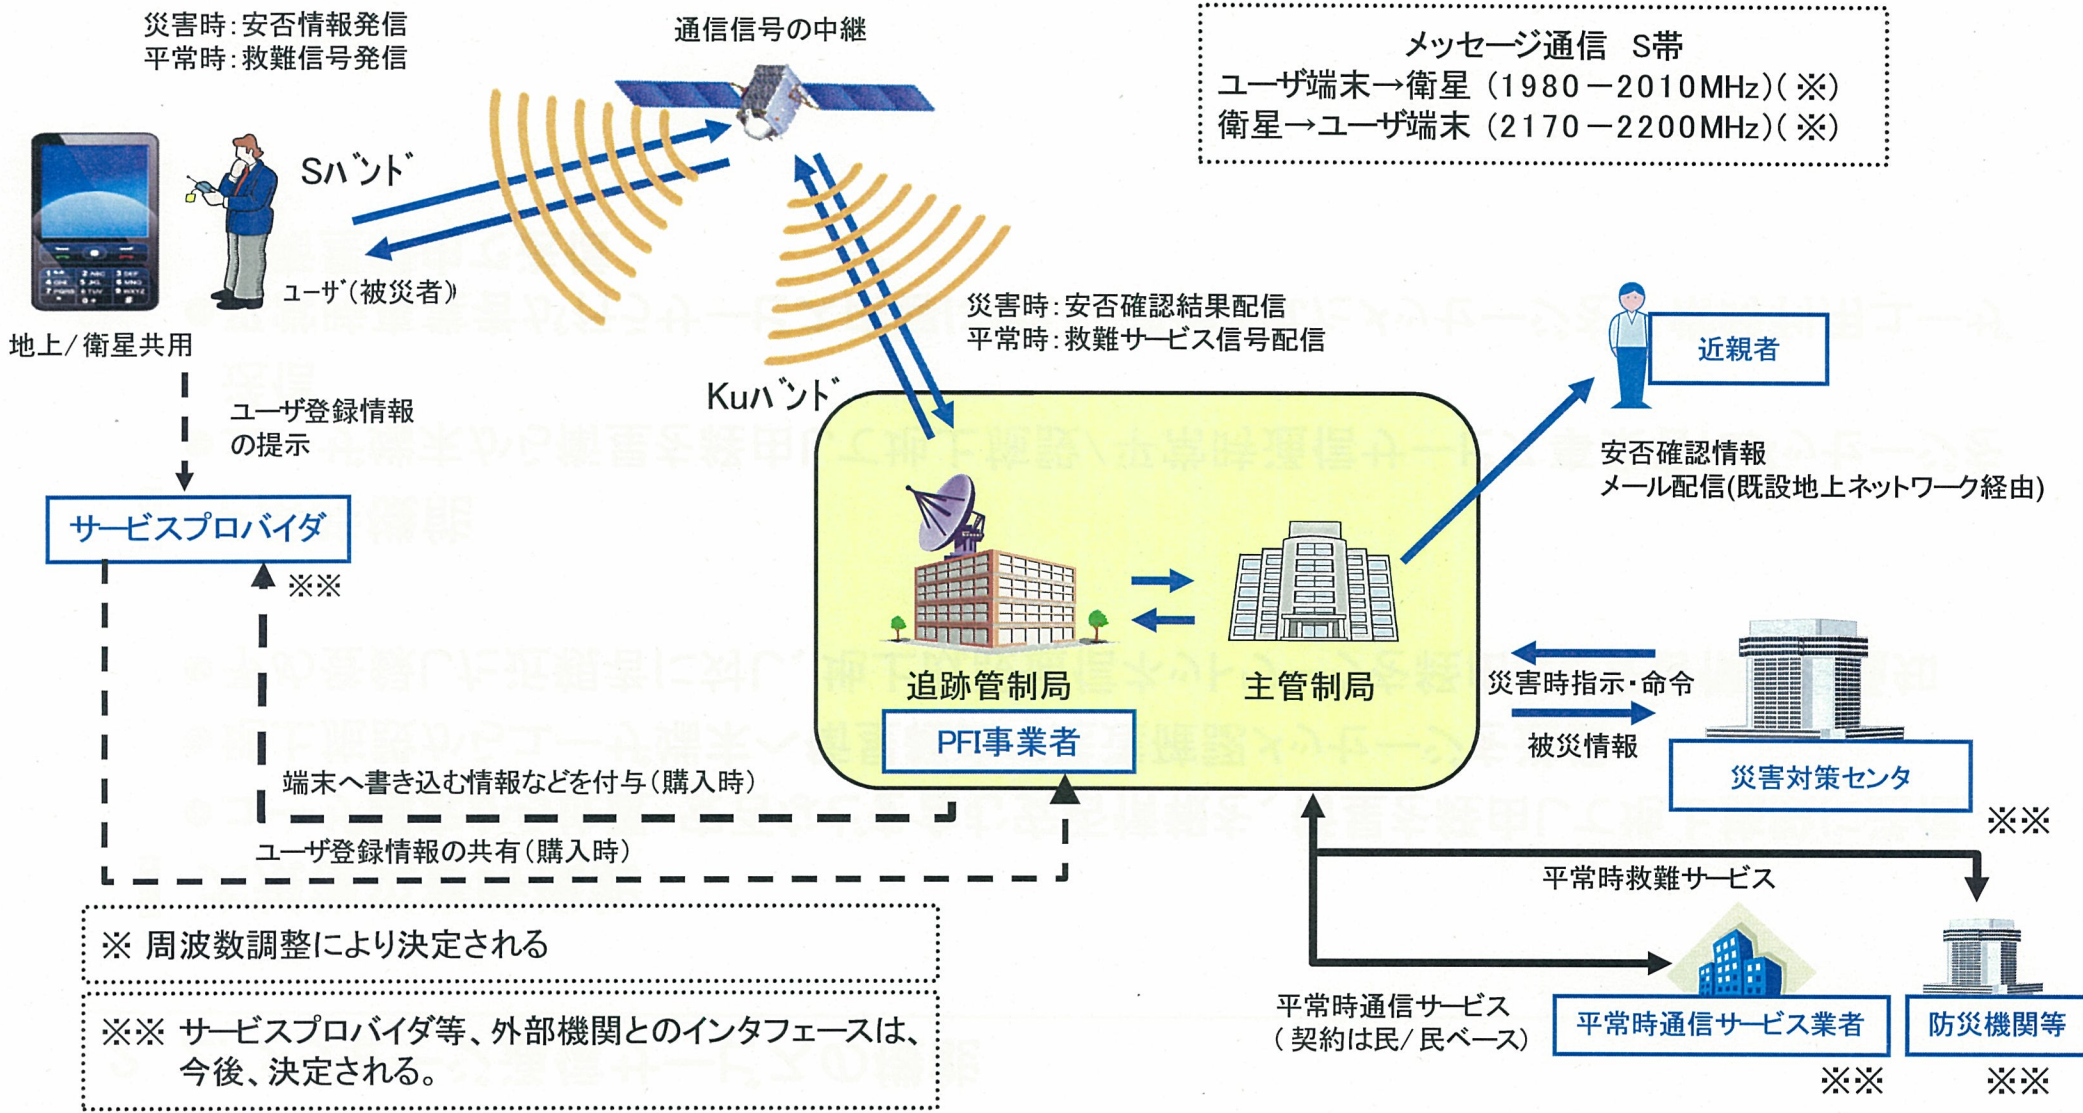 災害時：安否情報発信
平常時：救難信号発信
通信信号の中継
メッセージ通信　S帯
ユーザ端末→衛星（1980－2010MHz）(※)
衛星→ユーザ端末（2170－2200MHz）(※)
Sバンド
ユーザ(被災者)
地上/衛星共用
災害時：安否確認結果配信
平常時：救難サービス信号配信
Kuバンド
近親者
ユーザ登録情報
の提示
安否確認情報
メール配信(既設地上ネットワーク経由)
サービスプロバイダ
※※
追跡管制局
主管制局
PFI事業者
災害時指示・命令
被災情報
災害対策センタ
※※
端末へ書き込む情報などを付与(購入時)
ユーザ登録情報の共有(購入時)
平常時救難サービス
※ 周波数調整により決定される
※※ サービスプロバイダ等、外部機関とのインタフェースは、
今後、決定される。
平常時通信サービス
(契約は民/民ベース)
平常時通信サービス業者
※※
防災機関等
※※